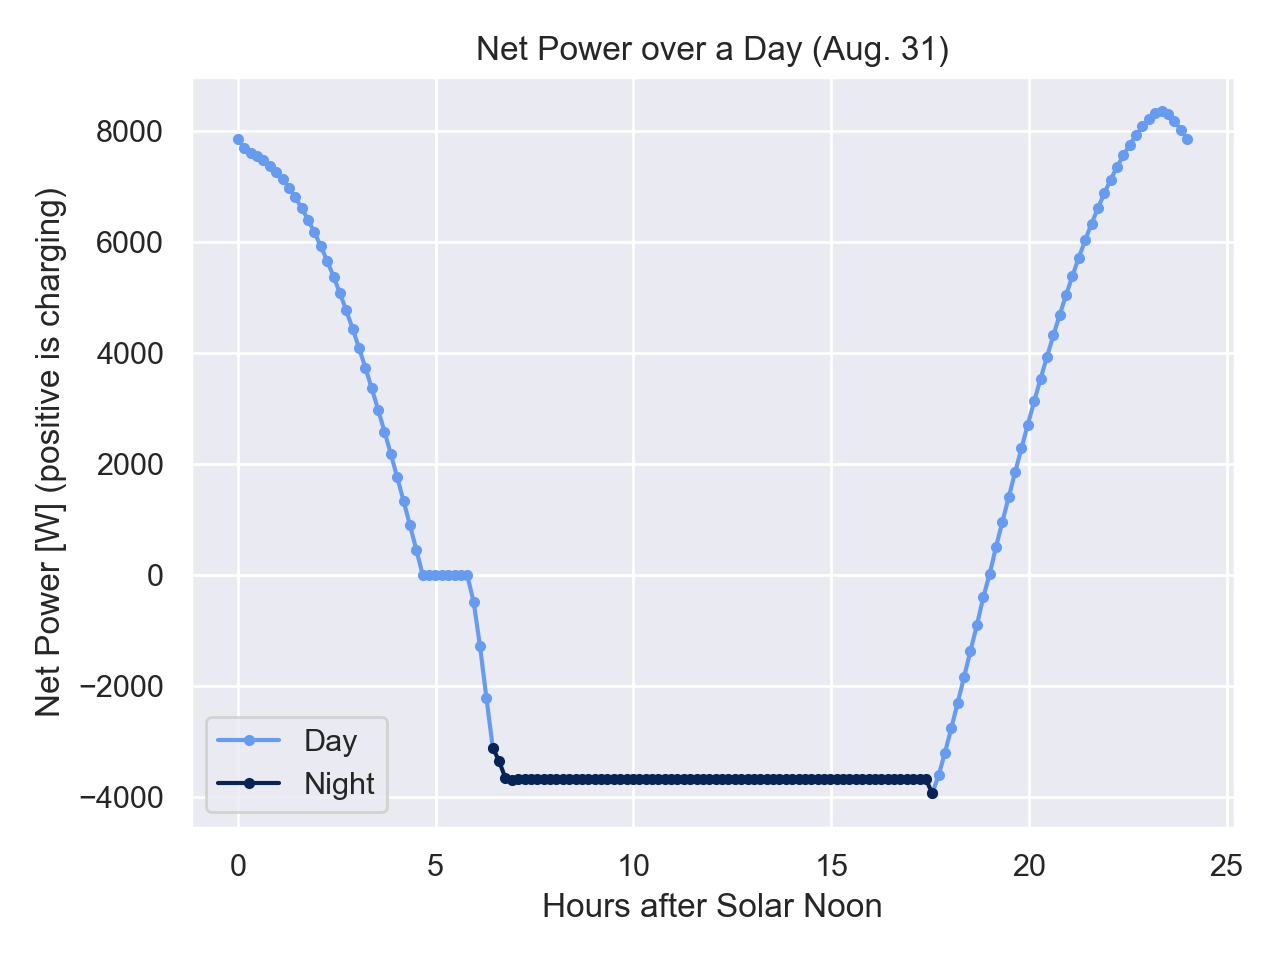 Net Power over a Day (Aug. 31)
Net Power [W] (positive is charging)
8000
6000
4000
2000
0
−2000
−4000
Day
Night
0 5 10 15 20 25
Hours after Solar Noon